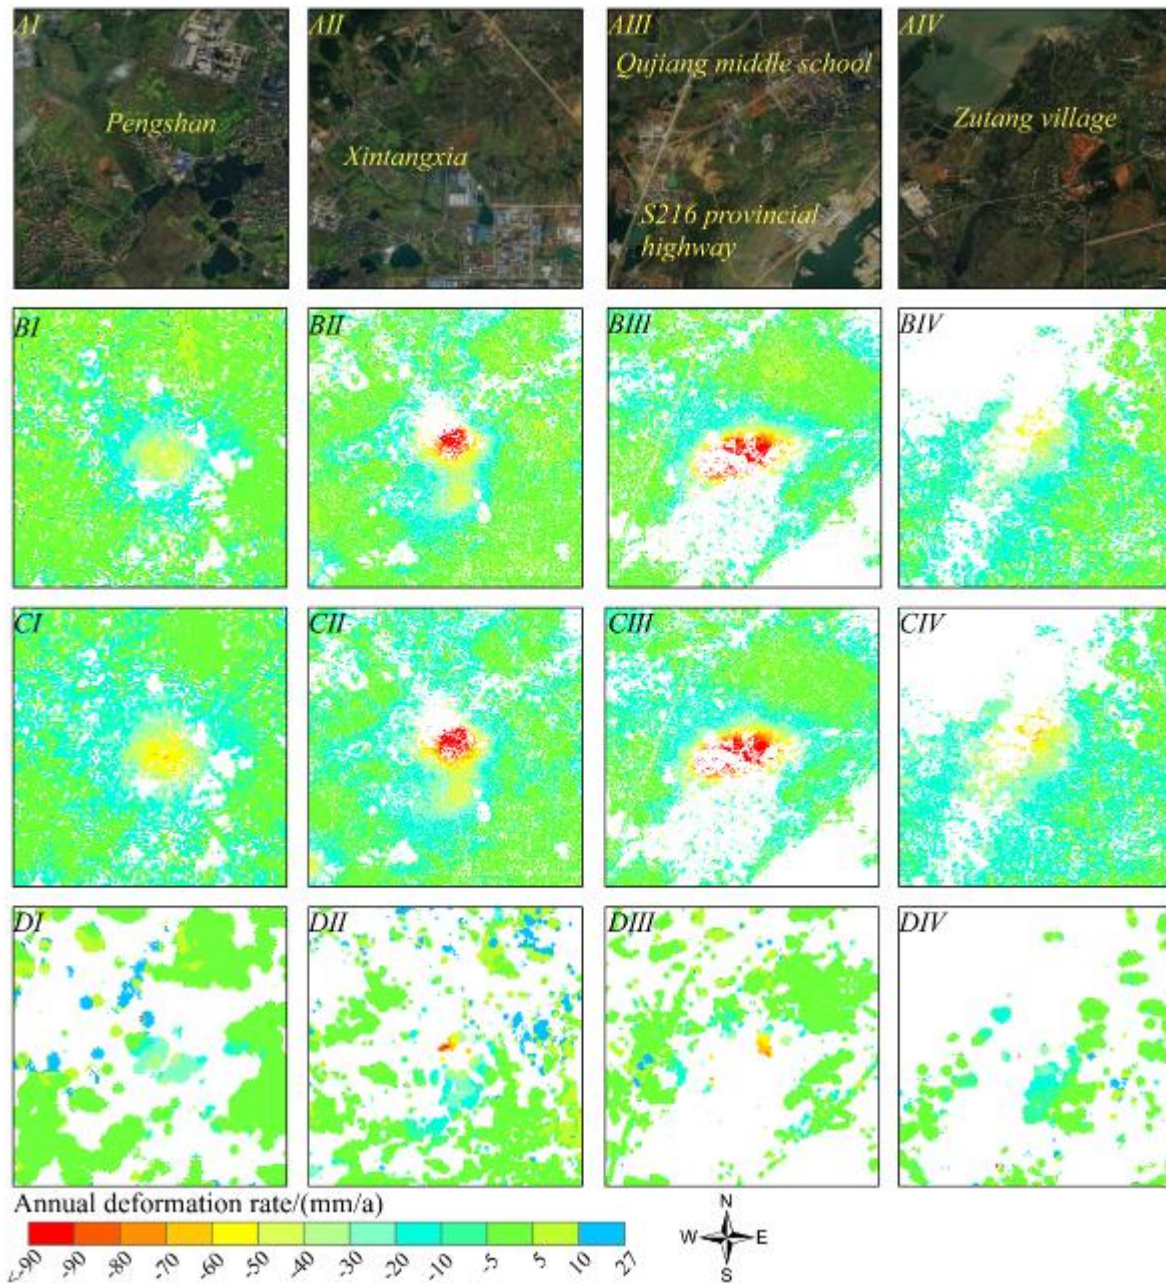 AI
AII
AIII
AIV
Pengshan
Xintangxia
Qujiang middle school
S216 provincial
highway
Zutang village
BI
BII
BIII
BIV
CI
CII
CIII
CIV
DI
DII
DIII
DIV
Annual deformation rate/(mm/a)
<-90
-90
-80
-70
-60
-50
-40
-30
-20
-10
-5
5
10
27
N
W
E
S